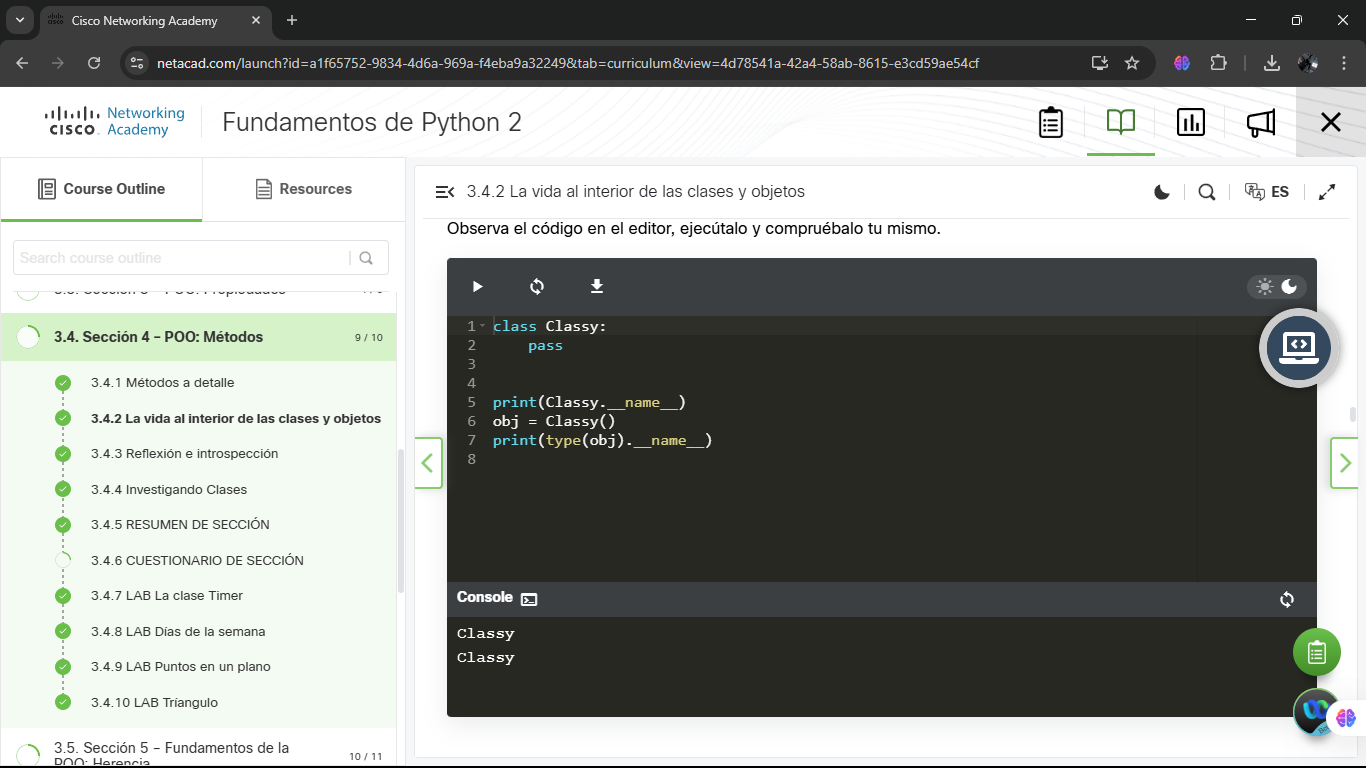 Cisco Networking Academy
netacad.com/launch?id=a1f65752-9834-4d6a-969a-f4eba9a32249&tab=curriculum&view=4d78541a-42a4-58ab-8615-e3cd59ae54cf
CISCO Networking Academy
Fundamentos de Python 2
Course Outline
Resources
Search course outline
3.4. Sección 4 – POO: Métodos
9 / 10
3.4.1 Métodos a detalle
3.4.2 La vida al interior de las clases y objetos
3.4.3 Reflexión e introspección
3.4.4 Investigando Clases
3.4.5 RESUMEN DE SECCIÓN
3.4.6 CUESTIONARIO DE SECCIÓN
3.4.7 LAB La clase Timer
3.4.8 LAB Días de la semana
3.4.9 LAB Puntos en un plano
3.4.10 LAB Tríangulo
3.5. Sección 5 – Fundamentos de la
POO: Herencia
10 / 11
3.4.2 La vida al interior de las clases y objetos
ES
Observa el código en el editor, ejecútalo y compruébalo tu mismo.
1 class Classy:
2     pass
3
4
5 print(Classy.__name__)
6 obj = Classy()
7 print(type(obj).__name__)
8
Console
Classy
Classy